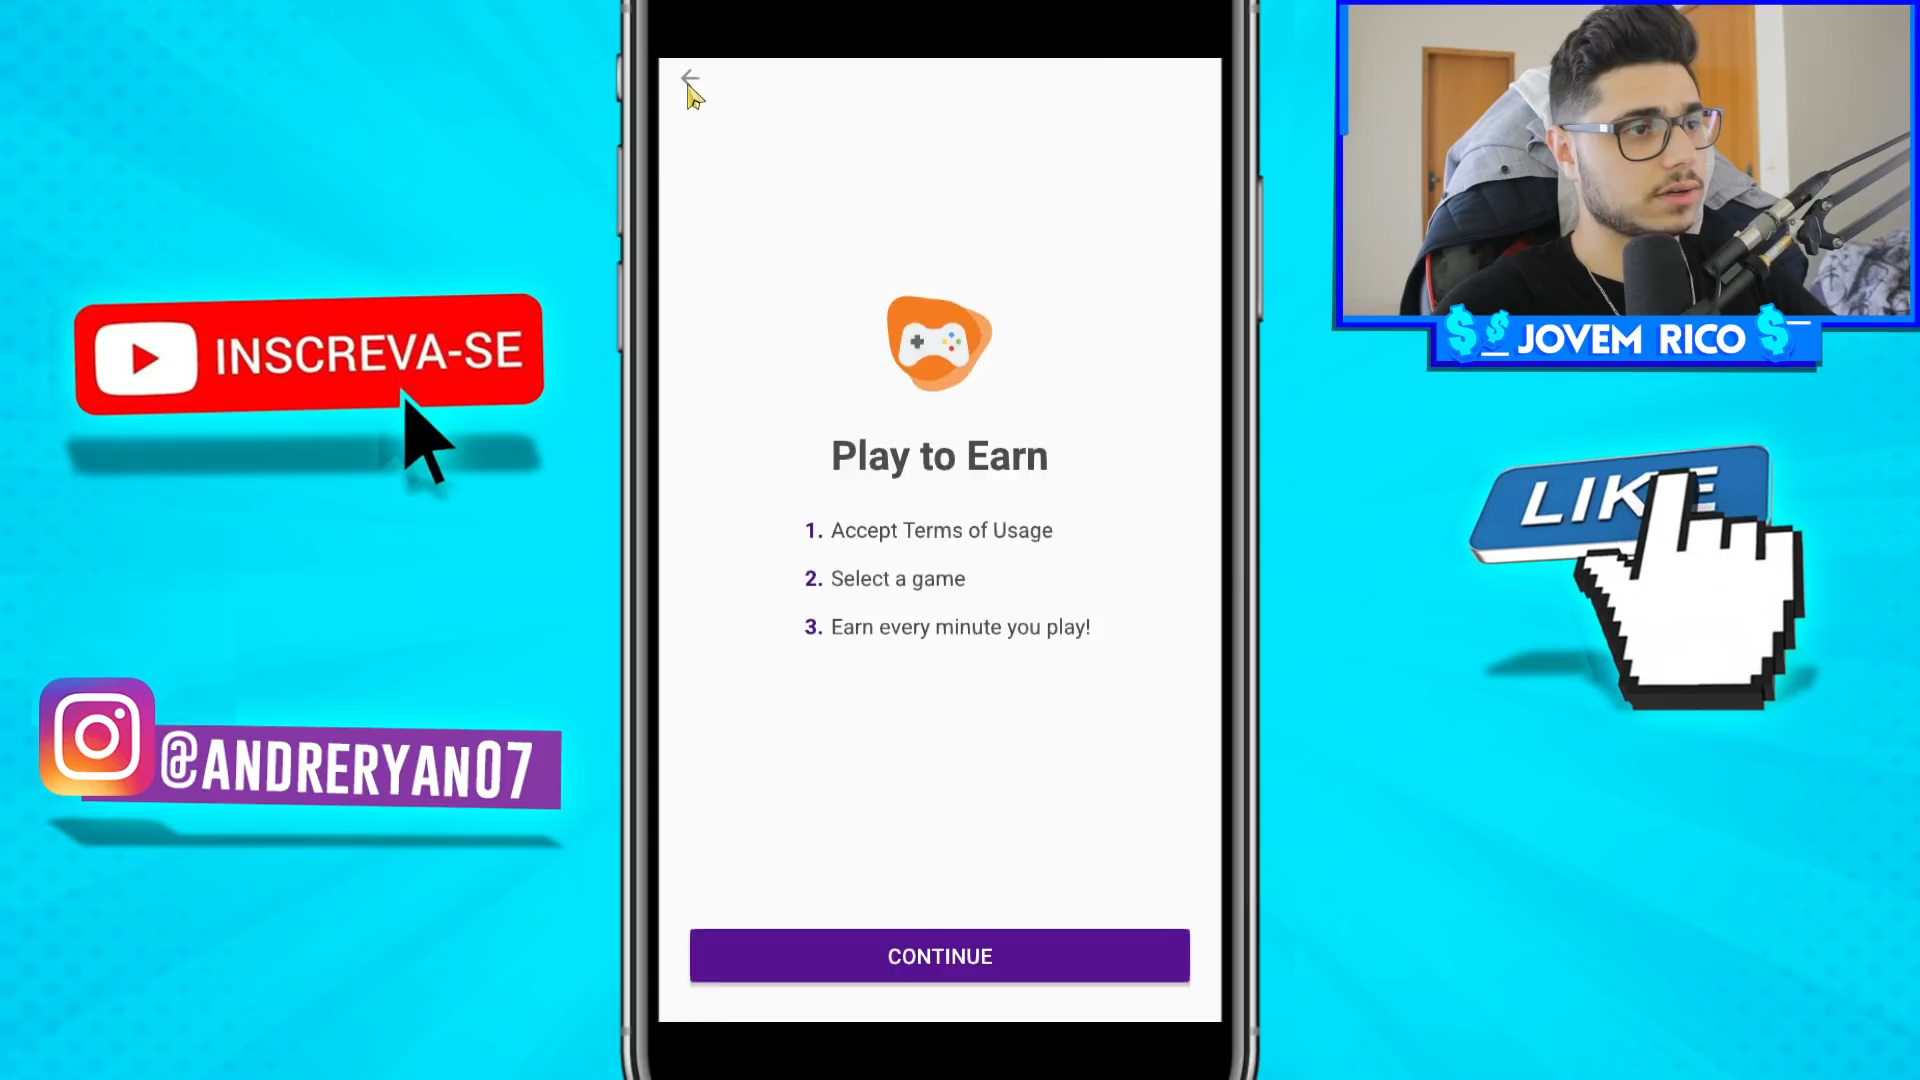 INSCREVA-SE
@ANDRERYAN07
Play to Earn
1. Accept Terms of Usage
2. Select a game
3. Earn every minute you play!
CONTINUE
$$ JOVEM RICO $
LIKE